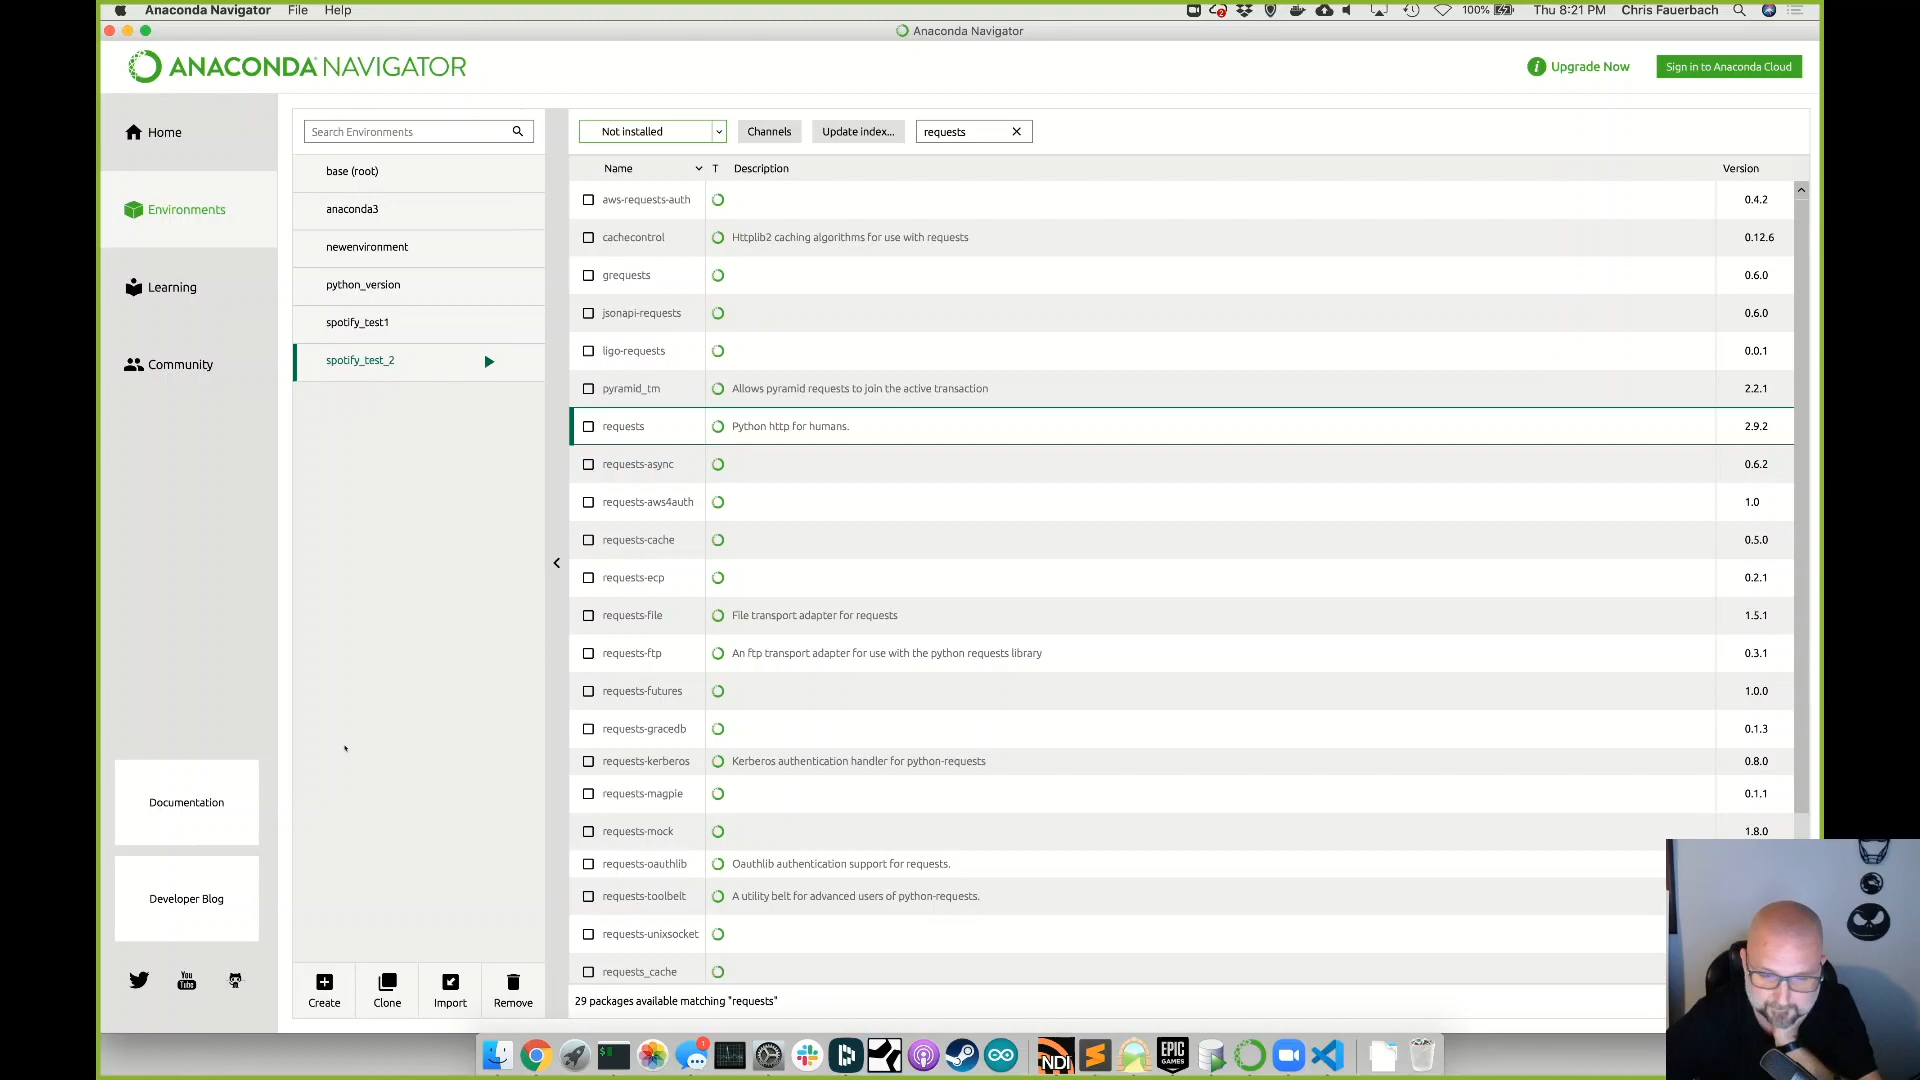 Anaconda Navigator File Help
100% Thu 8:21 PM Chris Fauerbach
Anaconda Navigator
ANACONDA NAVIGATOR
Upgrade Now
Sign in to Anaconda Cloud
Home
Environments
Learning
Community
Documentation
Developer Blog
You
Tube
Search Environments
base (root)
anaconda3
newenvironment
python_version
spotify_test1
spotify_test_2
Create
Clone
Import
Remove
Not installed
Channels
Update index...
requests
Name T Description Version
aws-requests-auth 0.4.2
cachecontrol Httplib2 caching algorithms for use with requests 0.12.6
grequests 0.6.0
jsonapi-requests 0.6.0
ligo-requests 0.0.1
pyramid_tm Allows pyramid requests to join the active transaction 2.2.1
requests Python http for humans. 2.9.2
requests-async 0.6.2
requests-aws4auth 1.0
requests-cache 0.5.0
requests-ecp 0.2.1
requests-file File transport adapter for requests 1.5.1
requests-ftp An ftp transport adapter for use with the python requests library 0.3.1
requests-futures 1.0.0
requests-gracedb 0.1.3
requests-kerberos Kerberos authentication handler for python-requests 0.8.0
requests-magpie 0.1.1
requests-mock 1.8.0
requests-oauthlib Oauthlib authentication support for requests.
requests-toolbelt A utility belt for advanced users of python-requests.
requests-unixsocket
requests_cache
29 packages available matching "requests"
1
NDI
EPIC
GAMES